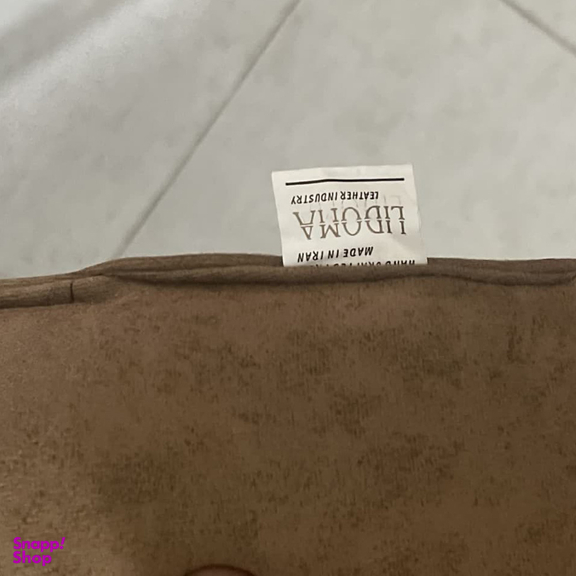 LEATHER INDUSTRY
LIDOMA
MADE IN IRAN
Snapp!
Shop